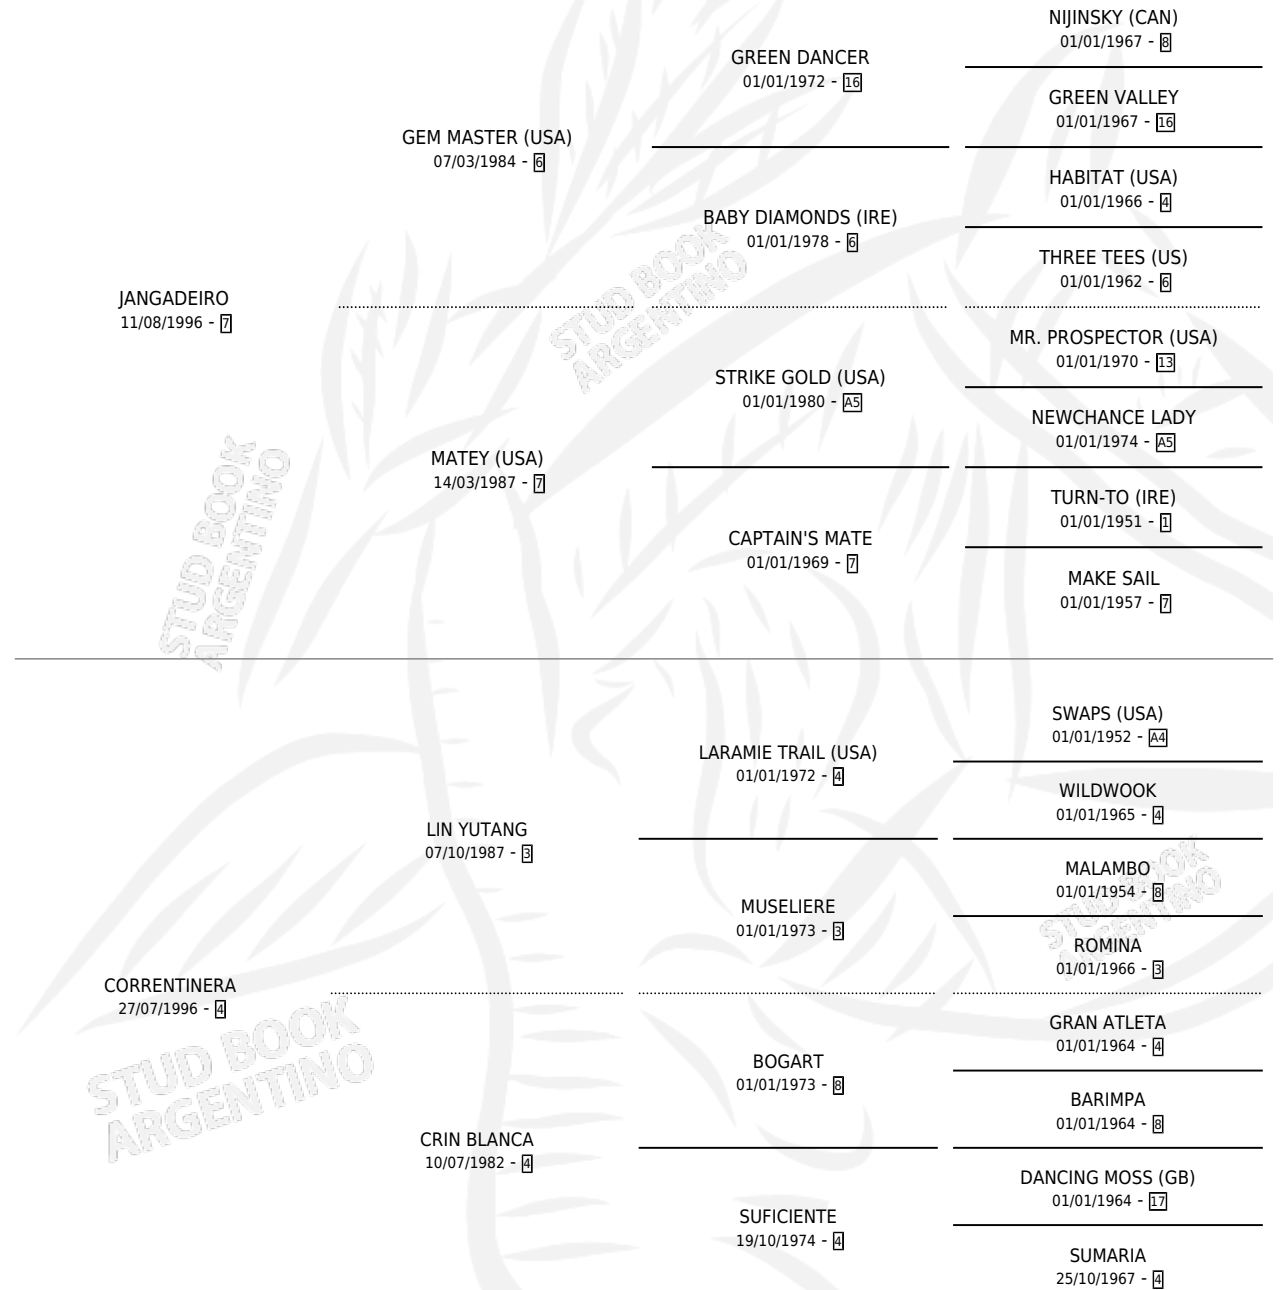 NIJINSKY (CAN)
01/01/1967 - 8
GREEN DANCER
01/01/1972 - 16
GREEN VALLEY
01/01/1967 - 16
GEM MASTER (USA)
07/03/1984 - 6
HABITAT (USA)
01/01/1966 - 4
BABY DIAMONDS (IRE)
01/01/1978 - 6
THREE TEES (US)
01/01/1962 - 6
JANGADEIRO
11/08/1996 - 7
MR. PROSPECTOR (USA)
01/01/1970 - 13
STRIKE GOLD (USA)
01/01/1980 - A5
NEWCHANCE LADY
01/01/1974 - A5
MATEY (USA)
14/03/1987 - 7
TURN-TO (IRE)
01/01/1951 - 1
CAPTAIN'S MATE
01/01/1969 - 7
MAKE SAIL
01/01/1957 - 7
SWAPS (USA)
01/01/1952 - A4
LARAMIE TRAIL (USA)
01/01/1972 - 4
WILDWOOK
01/01/1965 - 4
LIN YUTANG
07/10/1987 - 3
MALAMBO
01/01/1954 - 8
MUSELIERE
01/01/1973 - 3
ROMINA
01/01/1966 - 3
CORRENTINERA
27/07/1996 - 4
GRAN ATLETA
01/01/1964 - 4
BOGART
01/01/1973 - 8
BARIMPA
01/01/1964 - 8
CRIN BLANCA
10/07/1982 - 4
DANCING MOSS (GB)
01/01/1964 - 17
SUFICIENTE
19/10/1974 - 4
SUMARIA
25/10/1967 - 4
STUD BOOK
ARGENTINO
STUD BOOK
ARGENTINO
STUD BOOK
ARGENTINO
STUD BOOK
ARGENTINO